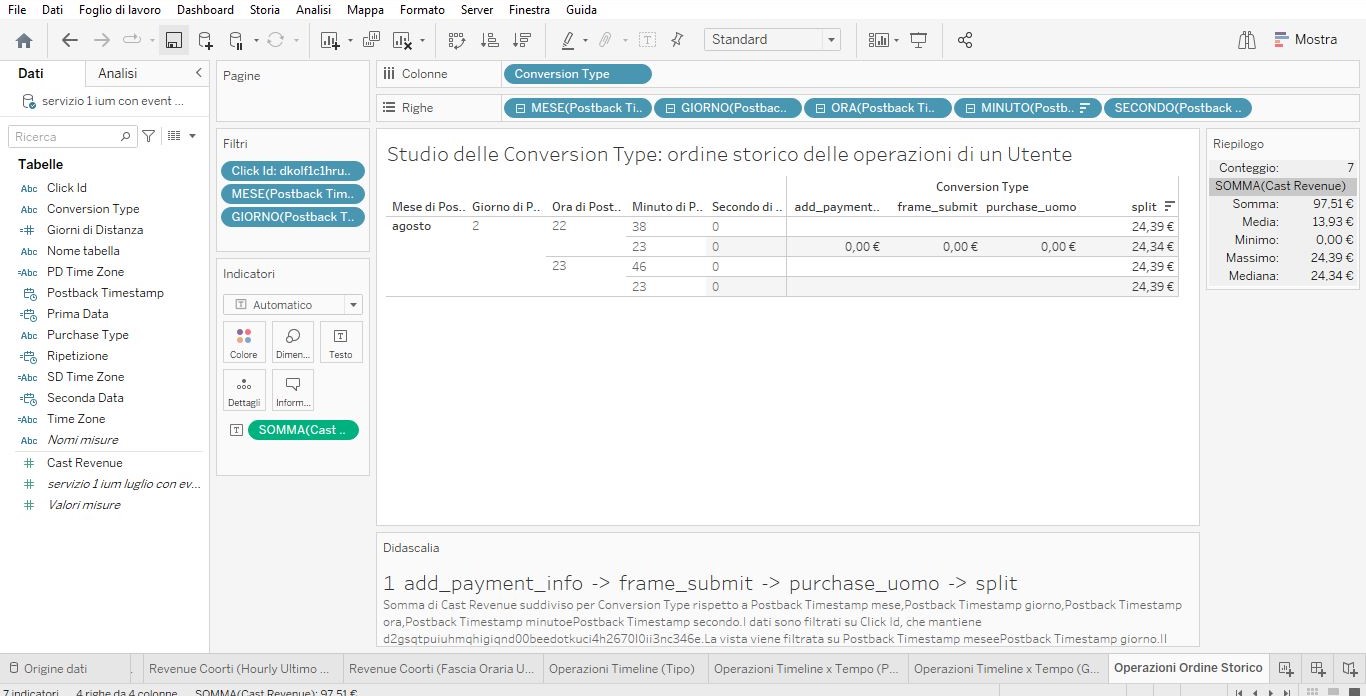 File Dati Foglio di lavoro Dashboard Storia Analisi Mappa Formato Server Finestra Guida
Standard
Mostra
Dati Analisi
servizio 1 ium con event ...
Ricerca
Tabelle
Abc Click Id
Abc Conversion Type
Giorni di Distanza
Abc Nome tabella
=Abc PD Time Zone
Postback Timestamp
Prima Data
Abc Purchase Type
Ripetizione
=Abc SD Time Zone
Seconda Data
=Abc Time Zone
Abc Nomi misure
Cast Revenue
servizio 1 ium luglio con ev...
Valori misure
Pagine
Filtri
Click Id: dkolf1c1hru..
MESE(Postback Tim..
GIORNO(Postback T..
Indicatori
Automatico
Colore Dimen... Testo
Dettagli Inform...
SOMMA(Cast ..
Colonne Conversion Type
Righe MESE(Postback Ti.. GIORNO(Postbac.. ORA(Postback Ti.. MINUTO(Postb.. SECONDO(Postback ..
Studio delle Conversion Type: ordine storico delle operazioni di un Utente
Conversion Type
Mese di Pos.. Giorno di P.. Ora di Post.. Minuto di P.. Secondo di .. add_payment.. frame_submit purchase_uomo split
agosto 2 22 38 0 24,39 €
23 0 0,00 € 0,00 € 0,00 € 24,34 €
23 46 0 24,39 €
23 0 24,39 €
Riepilogo
Conteggio: 7
SOMMA(Cast Revenue)
Somma: 97,51 €
Media: 13,93 €
Minimo: 0,00 €
Massimo: 24,39 €
Mediana: 24,34 €
Didascalia
1 add_payment_info -> frame_submit -> purchase_uomo -> split
Somma di Cast Revenue suddiviso per Conversion Type rispetto a Postback Timestamp mese,Postback Timestamp giorno,Postback Timestamp
ora,Postback Timestamp minutoePostback Timestamp secondo.I dati sono filtrati su Click Id, che mantiene
d2gsqtpuiuhmqhigiqnd00beedotkuci4h2670l0ii3nc346e.La vista viene filtrata su Postback Timestamp meseePostback Timestamp giorno.Il
Origine dati Revenue Coorti (Hourly Ultimo ... Revenue Coorti (Fascia Oraria U... Operazioni Timeline (Tipo) Operazioni Timeline x Tempo (P... Operazioni Timeline x Tempo (G... Operazioni Ordine Storico
7 indicatori 4 righe da 4 colonne SOMMA(Cast Revenue): 97,51 €